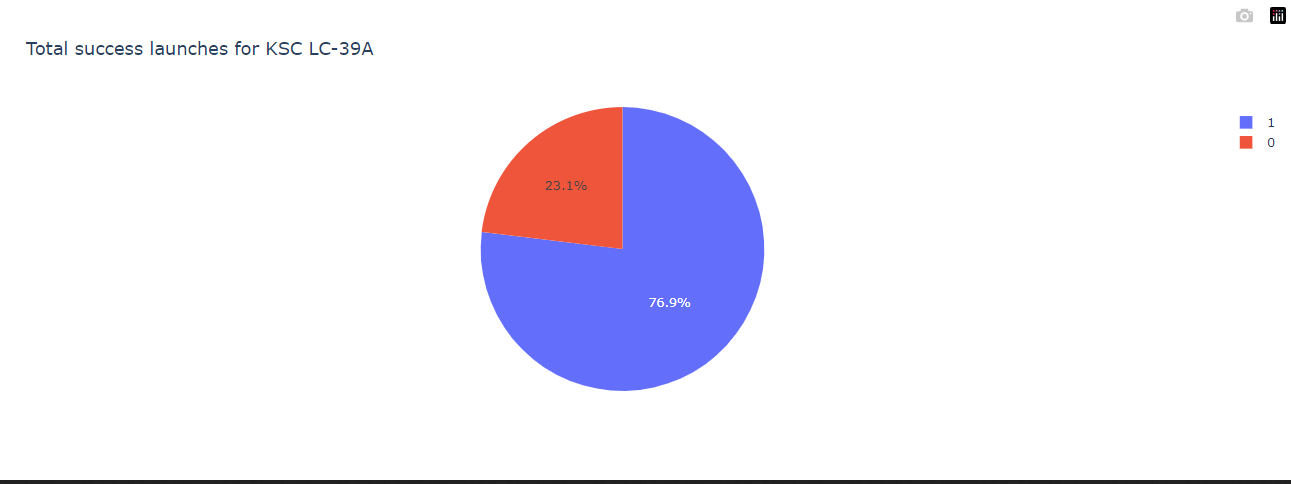 Total success launches for KSC LC-39A
1
0
23.1%
76.9%